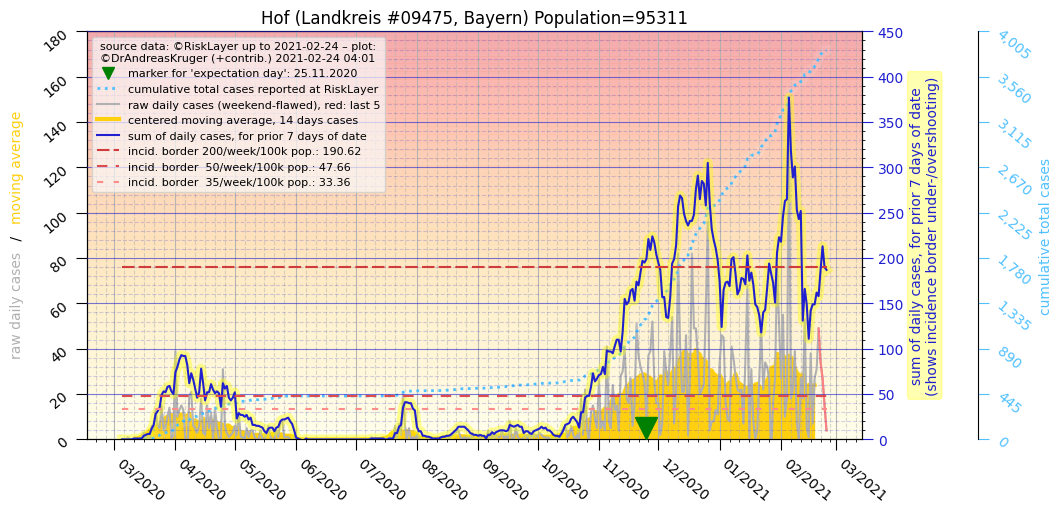 Hof (Landkreis #09475, Bayern) Population=95311
source data: ©RiskLayer up to 2021-02-24 – plot:
©DrAndreasKruger (+contrib.) 2021-02-24 04:01
marker for 'expectation day': 25.11.2020
cumulative total cases reported at RiskLayer
raw daily cases (weekend-flawed), red: last 5
centered moving average, 14 days cases
sum of daily cases, for prior 7 days of date
incid. border 200/week/100k pop.: 190.62
incid. border  50/week/100k pop.: 47.66
incid. border  35/week/100k pop.: 33.36
raw daily cases / moving average
180
160
140
120
100
80
60
40
20
0
03/2020
04/2020
05/2020
06/2020
07/2020
08/2020
09/2020
10/2020
11/2020
12/2020
01/2021
02/2021
03/2021
450
400
350
300
250
200
150
100
50
0
sum of daily cases, for prior 7 days of date
(shows incidence border under-/overshooting)
4,005
3,560
3,115
2,670
2,225
1,780
1,335
890
445
0
cumulative total cases